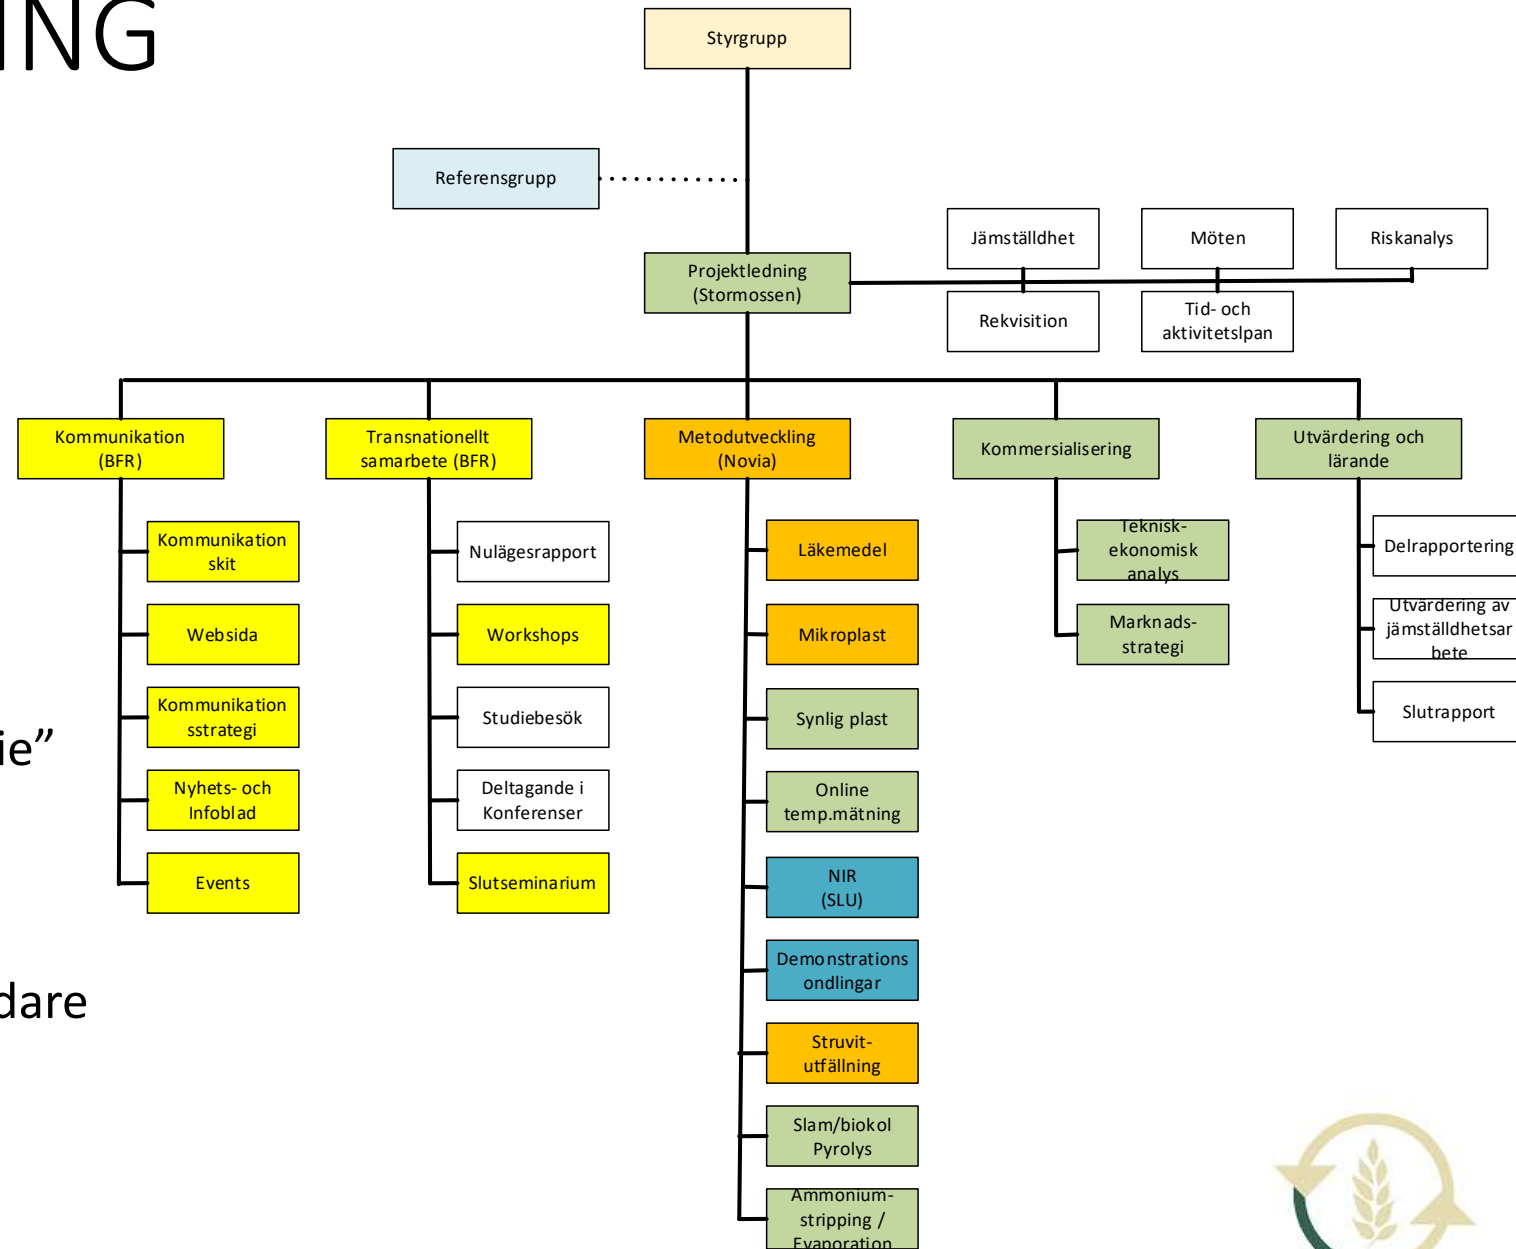 ING
Styrgrupp
Referensgrupp
Projektledning
(Stormossen)
Jämställdhet
Möten
Riskanalys
Rekvisition
Tid- och
aktivitetslpan
Kommunikation
(BFR)
Transnationellt
samarbete (BFR)
Metodutveckling
(Novia)
Kommersialisering
Utvärdering och
lärande
Kommunikation
skit
Websida
Kommunikation
sstrategi
Nyhets- och
Infoblad
Events
Nulägesrapport
Workshops
Studiebesök
Deltagande i
Konferenser
Slutseminarium
Läkemedel
Mikroplast
Synlig plast
Online
temp.mätning
NIR
(SLU)
Demonstrations
ondlingar
Struvit-
utfällning
Slam/biokol
Pyrolys
Ammonium-
stripping /
Evaporation
Teknisk-
ekonomisk
analys
Marknads-
strategi
Delrapportering
Utvärdering av
jämställdhetsar
bete
Slutrapport
ie”
dare